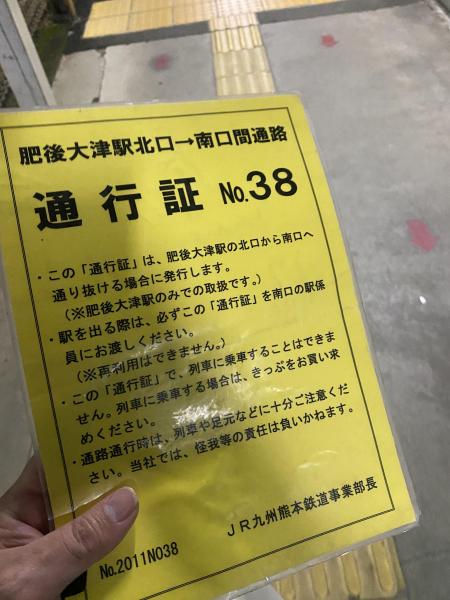 肥後大津駅北口→南口間通路
通行証 No.38
・この「通行証」は、肥後大津駅の北口から南口へ
通り抜ける場合に発行します。
（※肥後大津駅のみでの取扱です。）
・駅を出る際は、必ずこの「通行証」を南口の駅係
員にお渡しください。
（※再利用はできません。）
・この「通行証」で、列車に乗車することはできま
せん。列車に乗車する場合は、きっぷをお買い求
めください。
・通路通行時は、列車や足元などに十分ご注意くだ
さい。当社では、怪我等の責任は負いかねます。
ＪＲ九州熊本鉄道事業部長
No.2011NO38